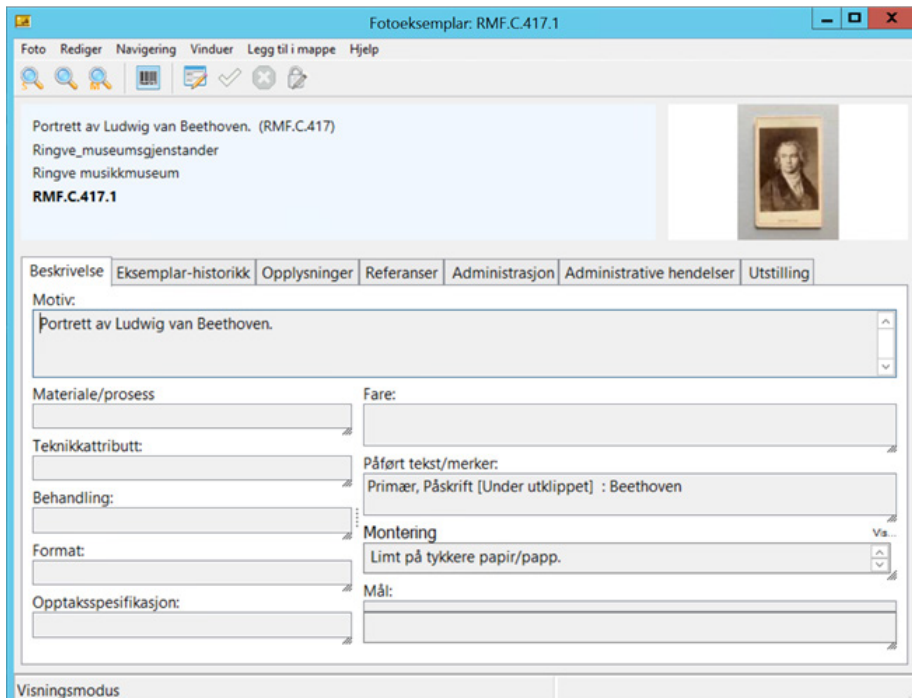 Fotoeksemplar: RMF.C.417.1
Foto Rediger Navigering Vinduer Legg til i mappe Hjelp
Portrett av Ludwig van Beethoven. (RMF.C.417)
Ringve_museumsgjenstander
Ringve musikkmuseum
RMF.C.417.1
Beskrivelse Eksemplar-historikk Opplysninger Referanser Administrasjon Administrative hendelser Utstilling
Motiv:
Portrett av Ludwig van Beethoven.
Materiale/prosess
Teknikkattributt:
Behandling:
Format:
Opptaksspesifikasjon:
Fare:
Påført tekst/merker:
Primær, Påskrift [Under utklippet] : Beethoven
Montering Vis...
Limt på tykkere papir/papp.
Mål:
Visningsmodus